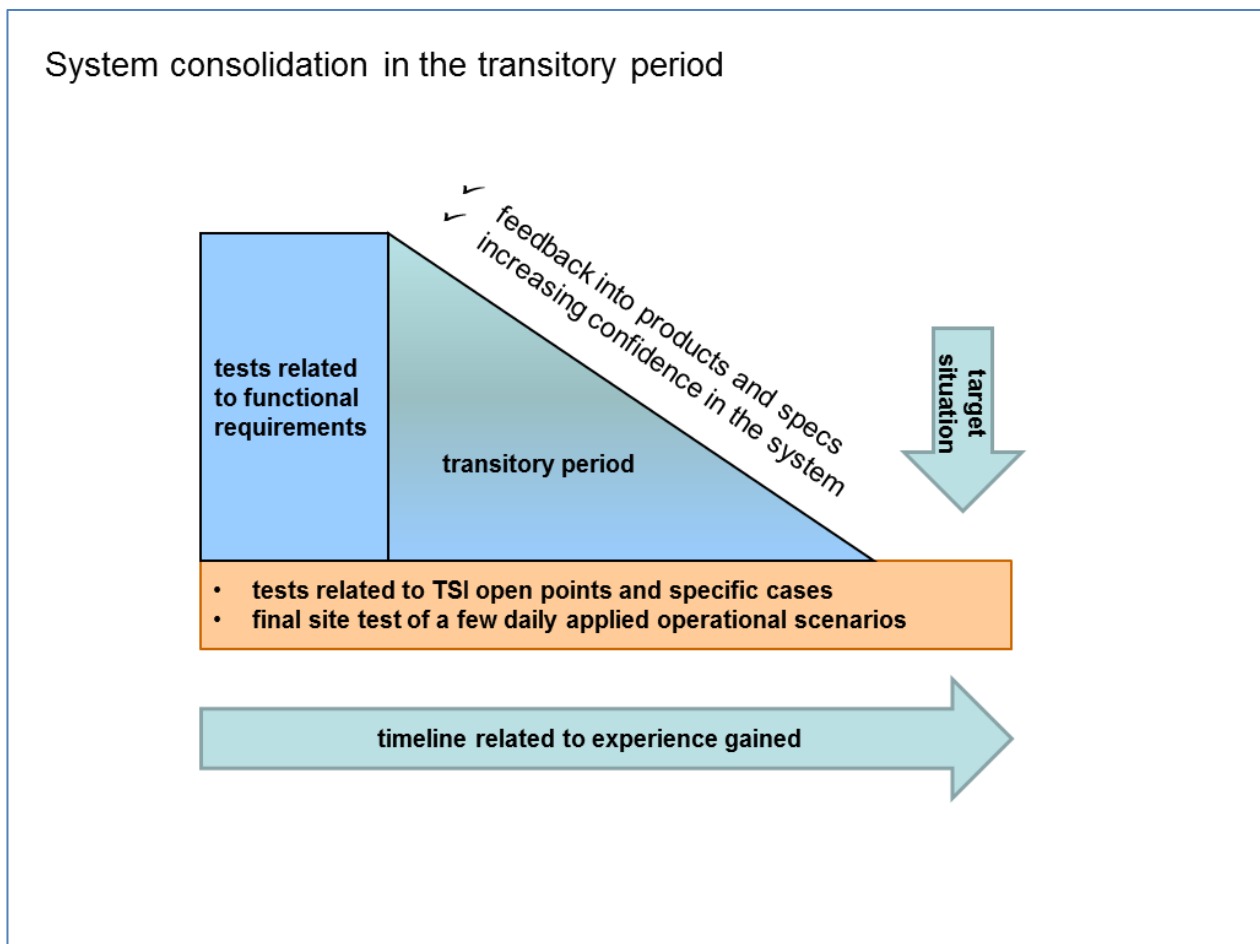 System consolidation in the transitory period
✓ feedback into products and specs
✓ increasing confidence in the system
tests related
to functional
requirements
transitory period
target
situation
• tests related to TSI open points and specific cases
• final site test of a few daily applied operational scenarios
timeline related to experience gained